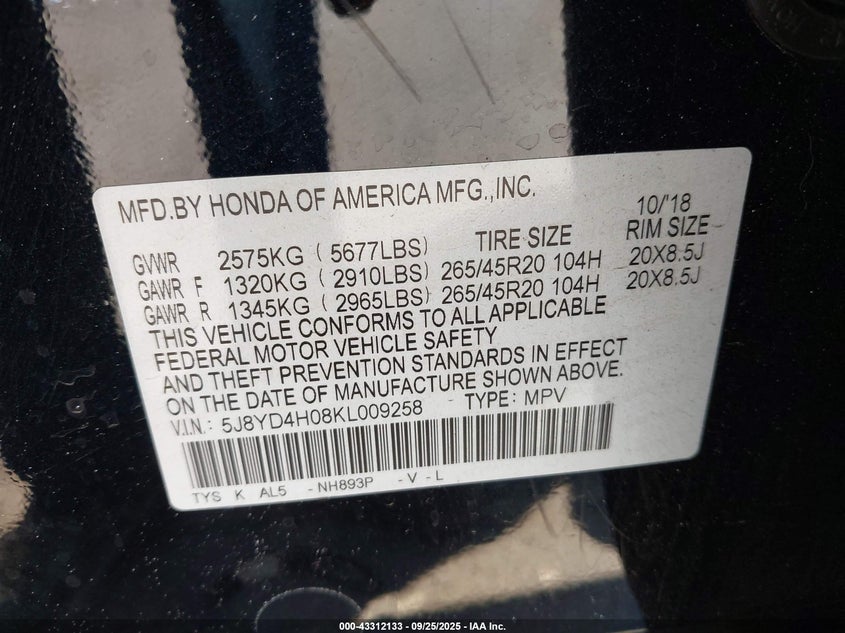 MFD.BY HONDA OF AMERICA MFG.,INC. 10/'18
TIRE SIZE RIM SIZE
GVWR 2575KG (5677LBS)
GAWR F 1320KG (2910LBS) 265/45R20 104H 20X8.5J
GAWR R 1345KG (2965LBS) 265/45R20 104H 20X8.5J
THIS VEHICLE CONFORMS TO ALL APPLICABLE
FEDERAL MOTOR VEHICLE SAFETY
AND THEFT PREVENTION STANDARDS IN EFFECT
ON THE DATE OF MANUFACTURE SHOWN ABOVE.
V.I.N.: 5J8YD4H08KL009258 TYPE: MPV
TYS K AL5 -NH893P -V -L
000-43312133 - 09/25/2025 - IAA Inc.